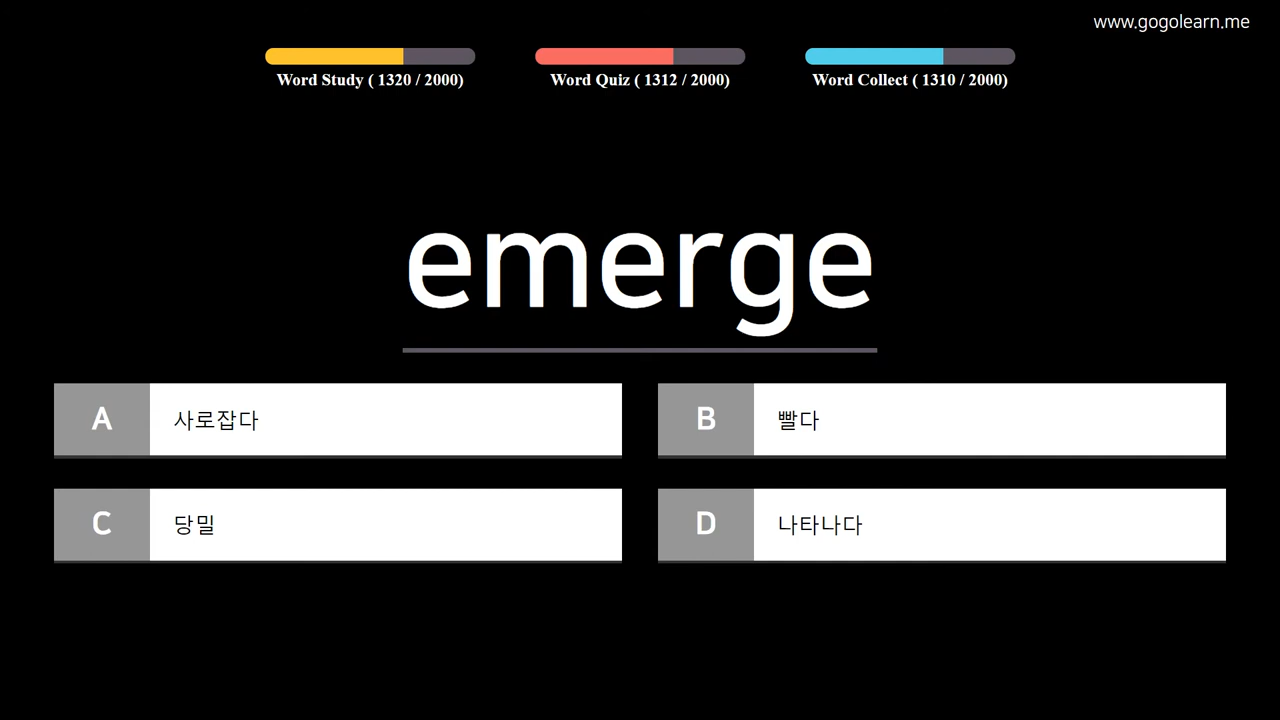 www.gogolearn.me
Word Study ( 1320 / 2000)
Word Quiz ( 1312 / 2000)
Word Collect ( 1310 / 2000)
emerge
A 사로잡다
B 빨다
C 당밀
D 나타나다